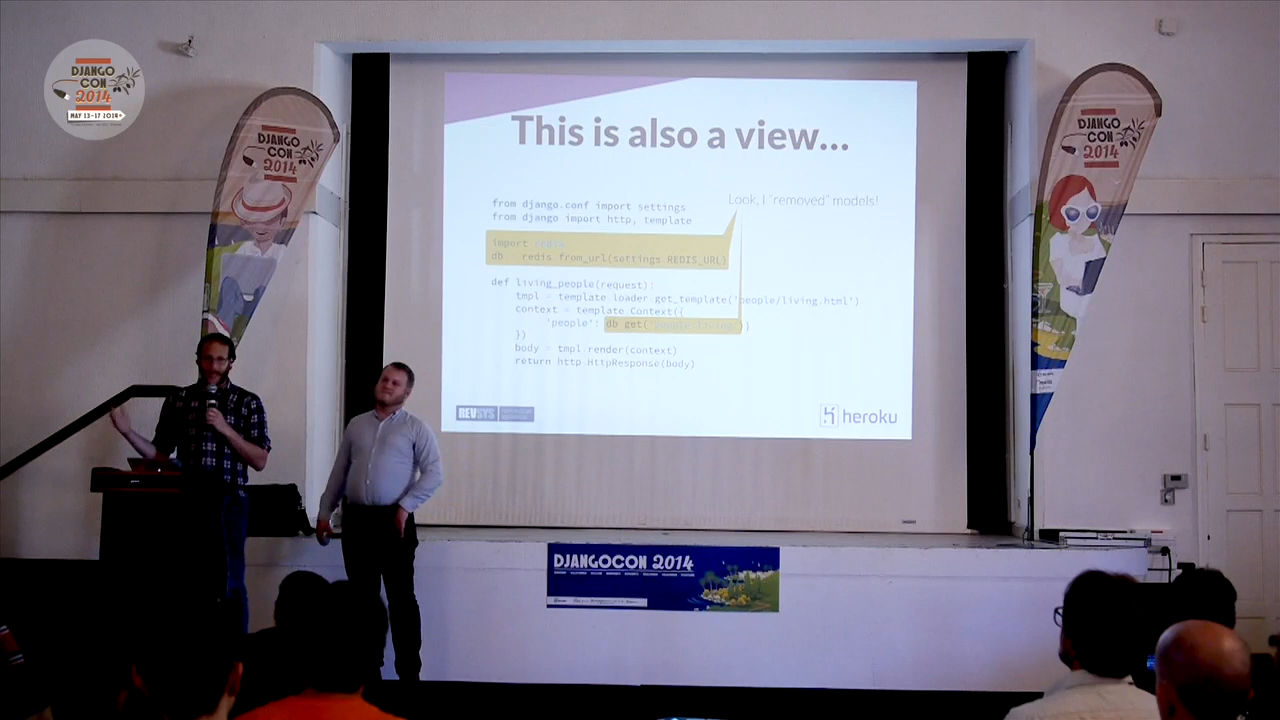 DJANGO
CON
2014
MAY 13-17 2014
DJANGO
CON
2014
DJANGO
CON
2014
This is also a view...
Look, I "removed" models!
from django.conf import settings
from django import http, template
import redis
db redis from_url(settings REDIS_URL)
def living_people(request):
tmpl = template.loader.get_template('people/living.html')
context = template.Context({
'people': db get('people/living'))
})
body = tmpl render(context)
return http.HttpResponse(body)
REVSYS
heroku
DJANGOCON 2014